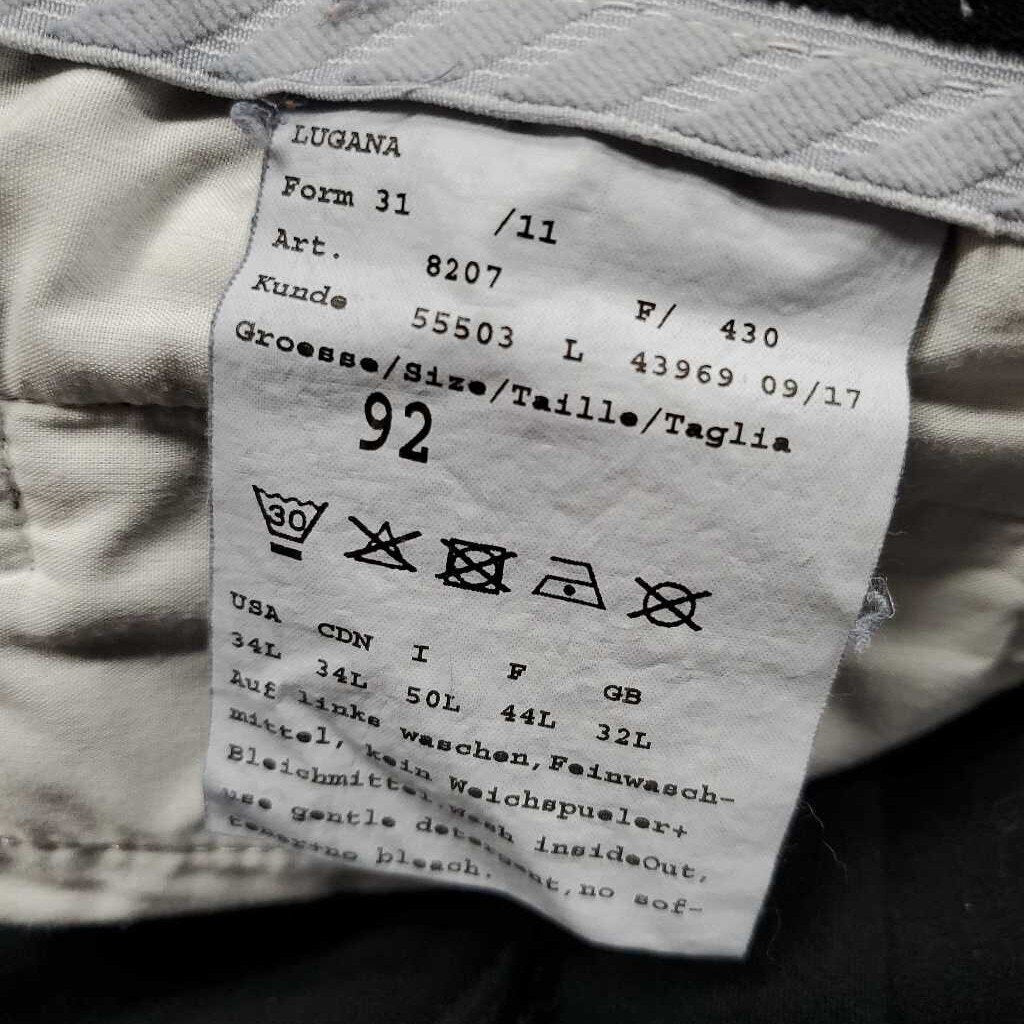 LUGANA
Form 31 /11
Art. 8207 F/ 430
Kunde 55503 L 43969 09/17
Groesse/Size/Taille/Taglia
92
30
USA CDN I F GB
34L 34L 50L 44L 32L
Auf links waschen,Feinwasch-
mittel, kein Weichspueler+
Bleichmittel.wash insideOut,
use gentle detergent,no sof-
tener+no bleach.